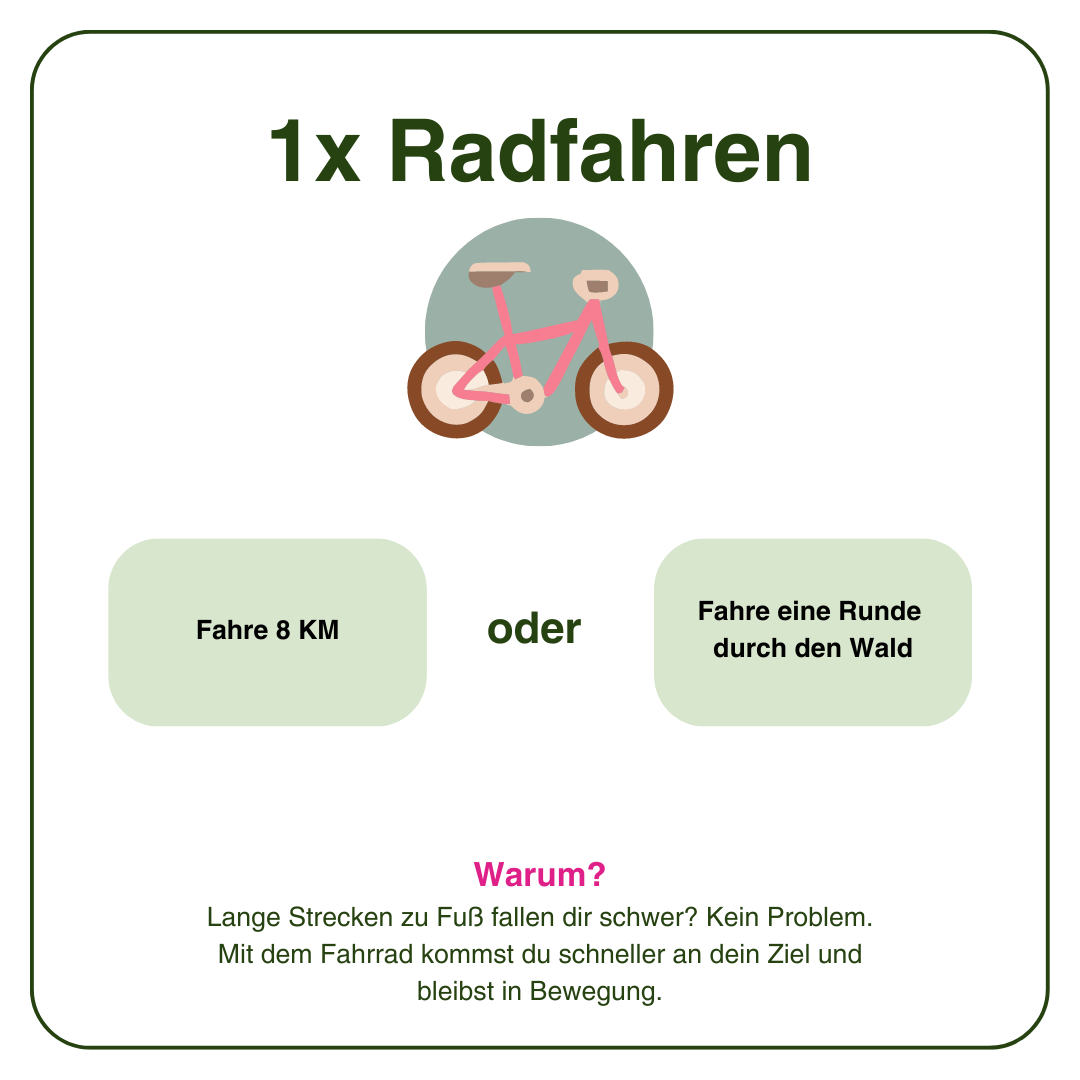 1x Radfahren
Fahre 8 KM
oder
Fahre eine Runde
durch den Wald
Warum?
Lange Strecken zu Fuß fallen dir schwer? Kein Problem.
Mit dem Fahrrad kommst du schneller an dein Ziel und
bleibst in Bewegung.